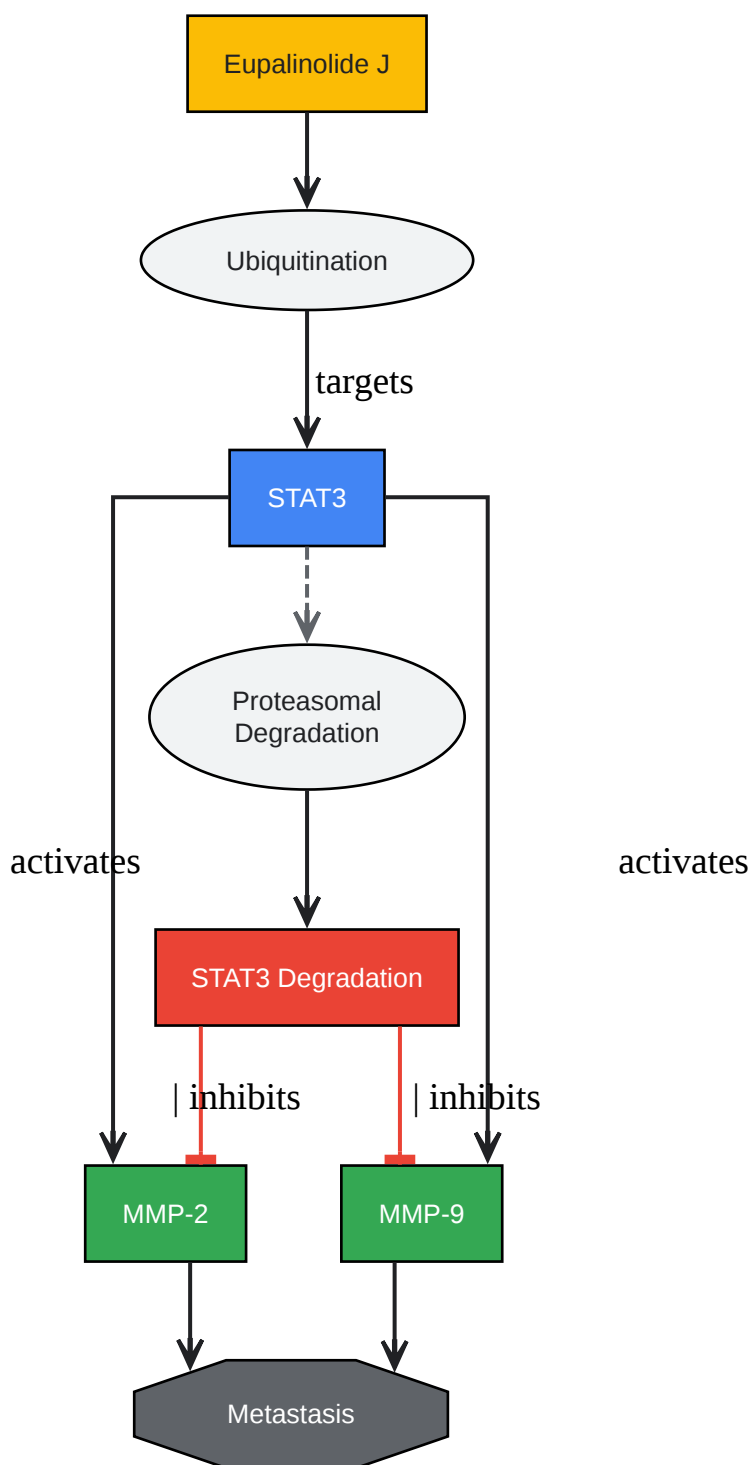 Eupalinolide J
Ubiquitination
targets
STAT3
Proteasomal
Degradation
activates
activates
STAT3 Degradation
| inhibits
| inhibits
MMP-2
MMP-9
Metastasis